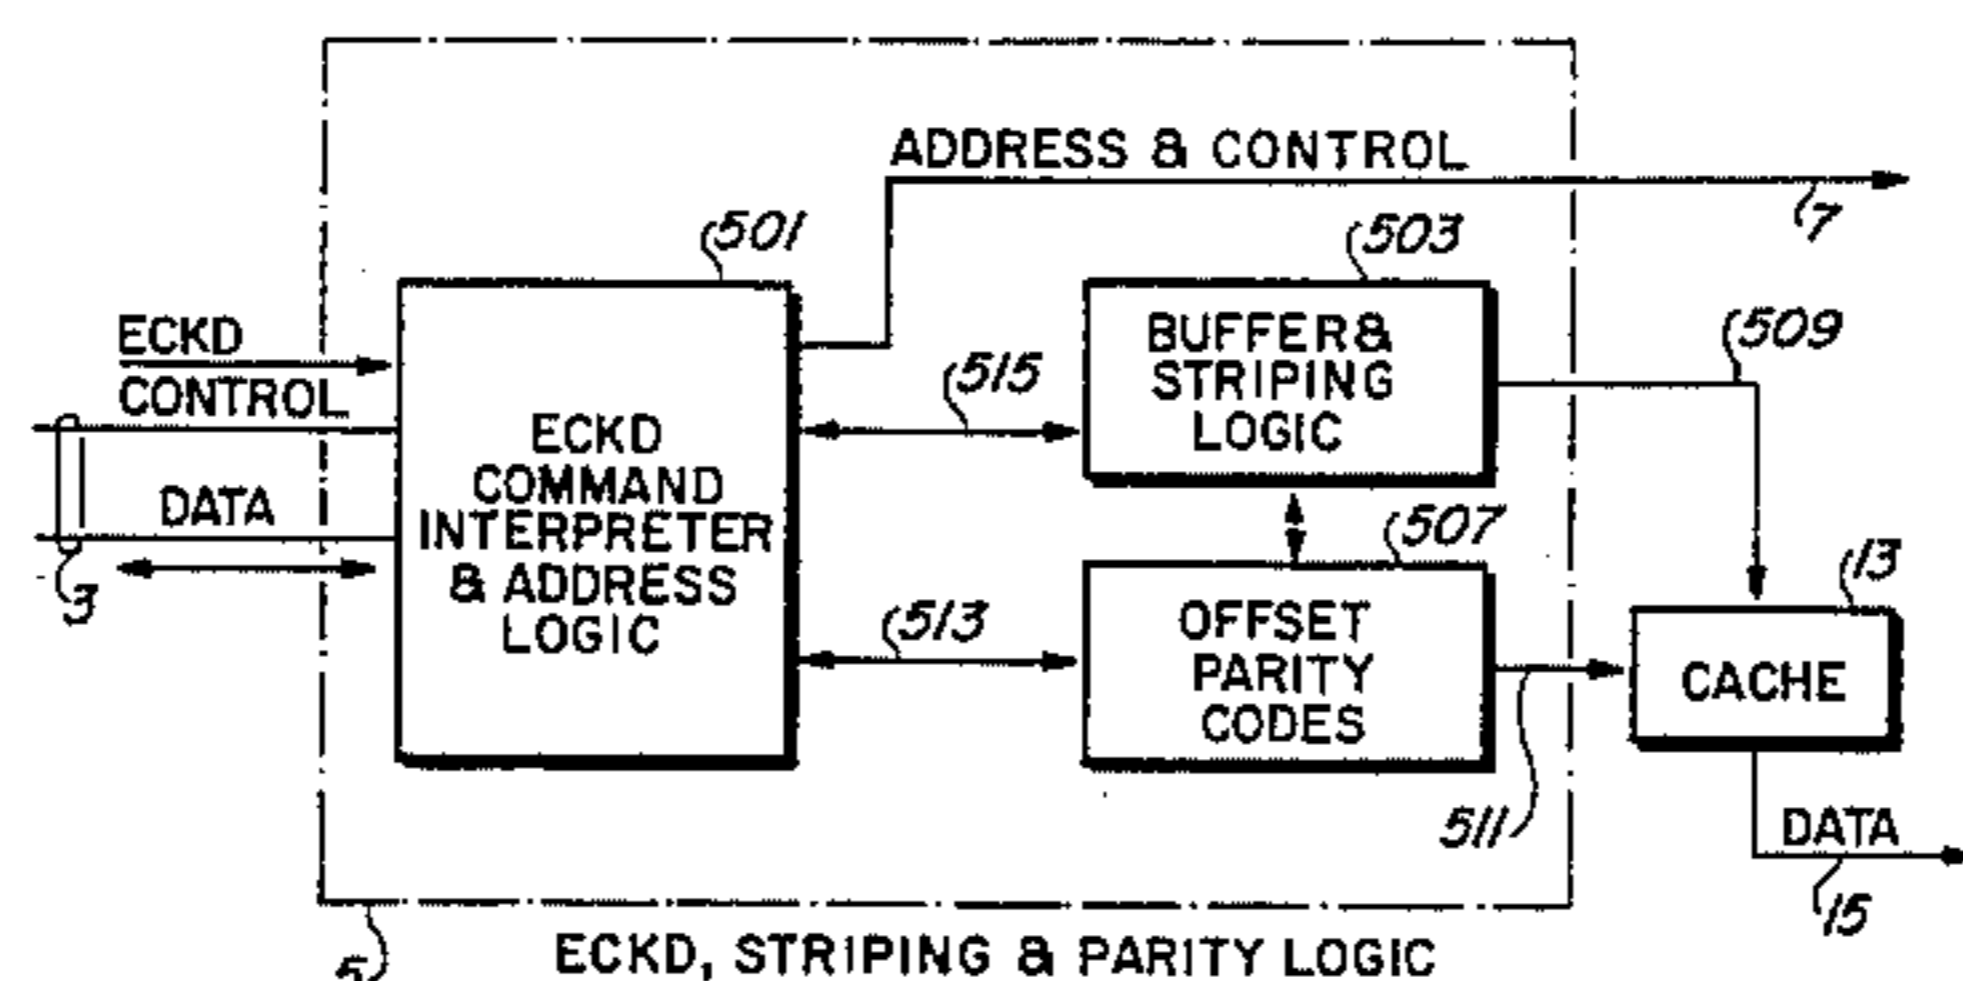 ADDRESS & CONTROL
7
501
503
ECKD
CONTROL
509
515
BUFFER &
STRIPING
LOGIC
ECKD
COMMAND
INTERPRETER
& ADDRESS
LOGIC
DATA
3
507
13
513
OFFSET
PARITY
CODES
CACHE
511
DATA
15
5
ECKD, STRIPING & PARITY LOGIC